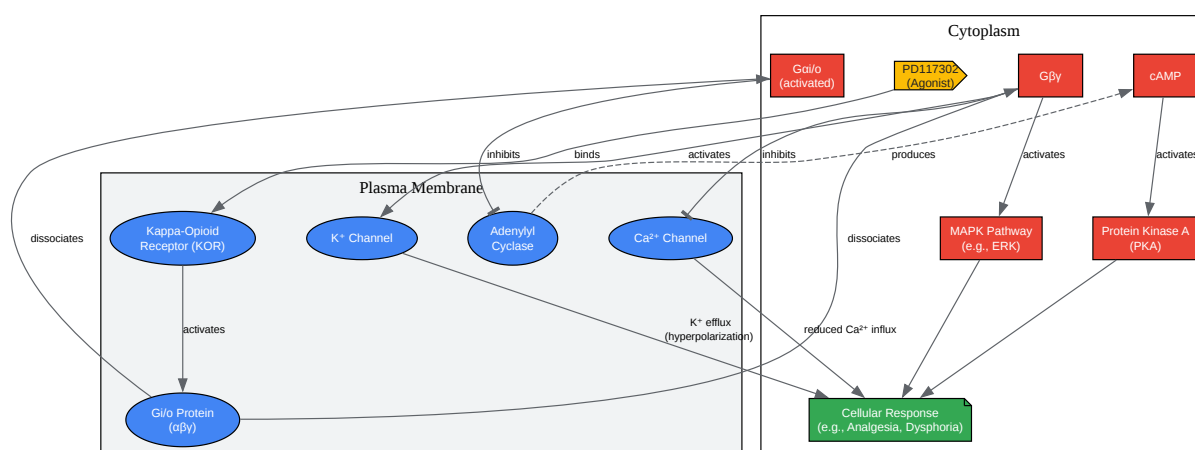 Cytoplasm
Gαi/o
(activated)
PD117302
(Agonist)
Gβγ
cAMP
inhibits
binds
activates
inhibits
produces
activates
activates
Plasma Membrane
Kappa-Opioid
Receptor (KOR)
K⁺ Channel
Adenylyl
Cyclase
Ca²⁺ Channel
MAPK Pathway
(e.g., ERK)
Protein Kinase A
(PKA)
dissociates
dissociates
activates
K⁺ efflux
(hyperpolarization)
reduced Ca²⁺ influx
Gi/o Protein
(αβγ)
Cellular Response
(e.g., Analgesia, Dysphoria)